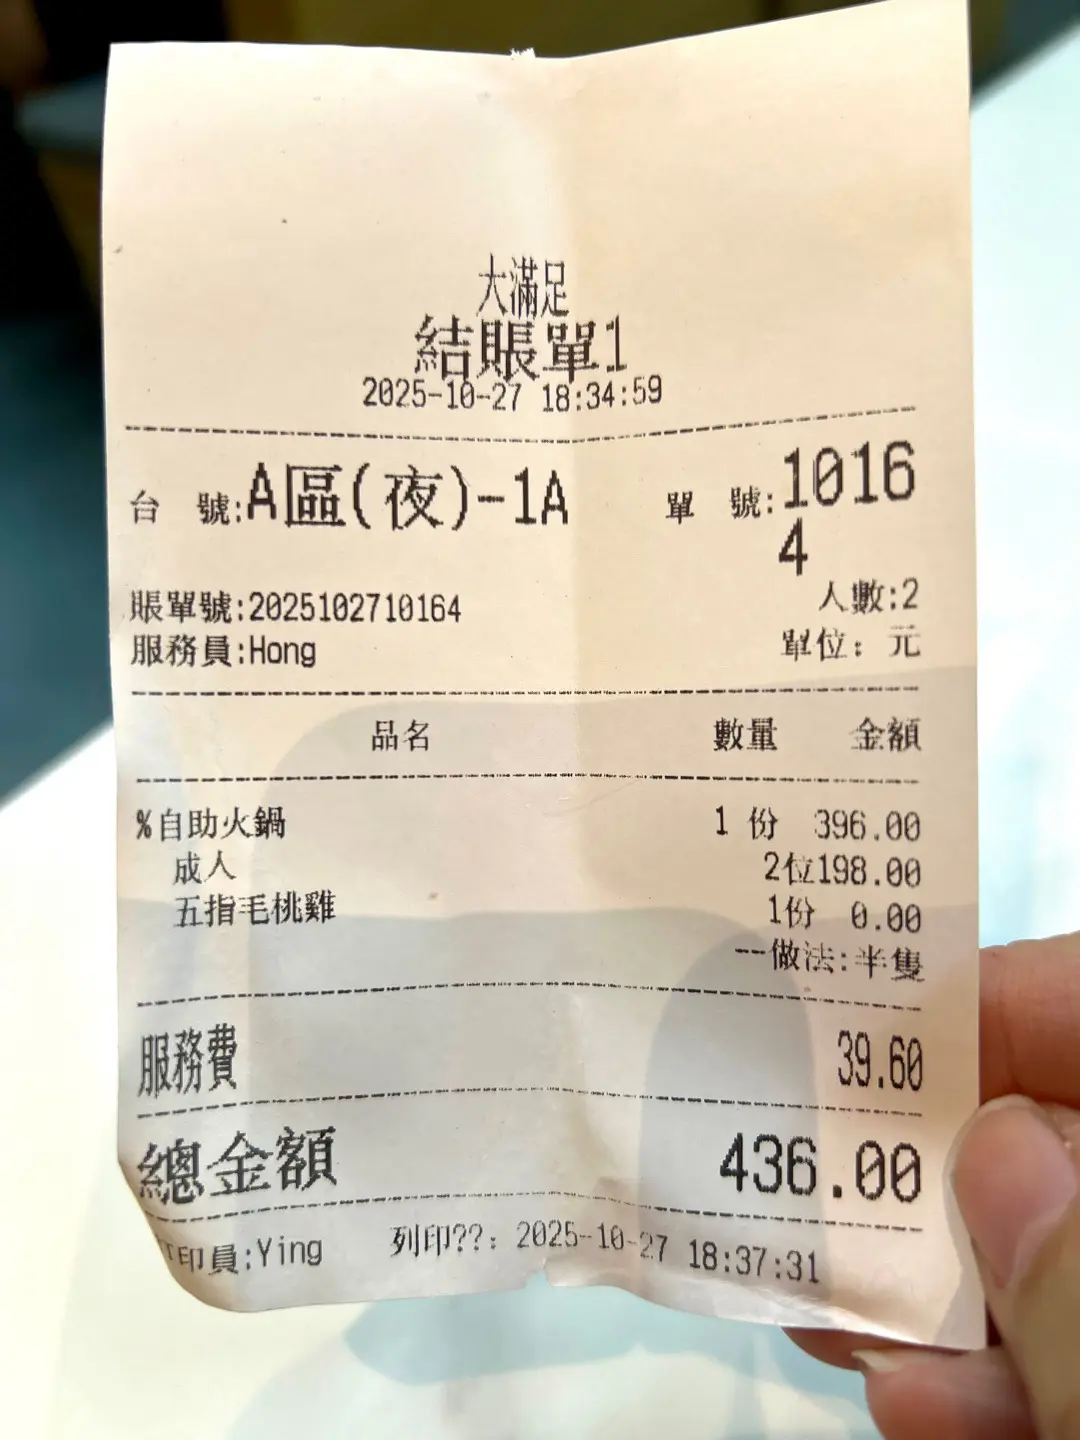 大滿足
結賬單1
2025-10-27 18:34:59
台 號:A區(夜)-1A 單 號:1016
4
賬單號:2025102710164 人數:2
服務員:Hong 單位: 元
品名 數量 金額
%自助火鍋 1 份 396.00
成人 2位198.00
五指毛桃雞 1份 0.00
--做法:半隻
服務費 39.60
總金額 436.00
印員:Ying 列印??: 2025-10-27 18:37:31